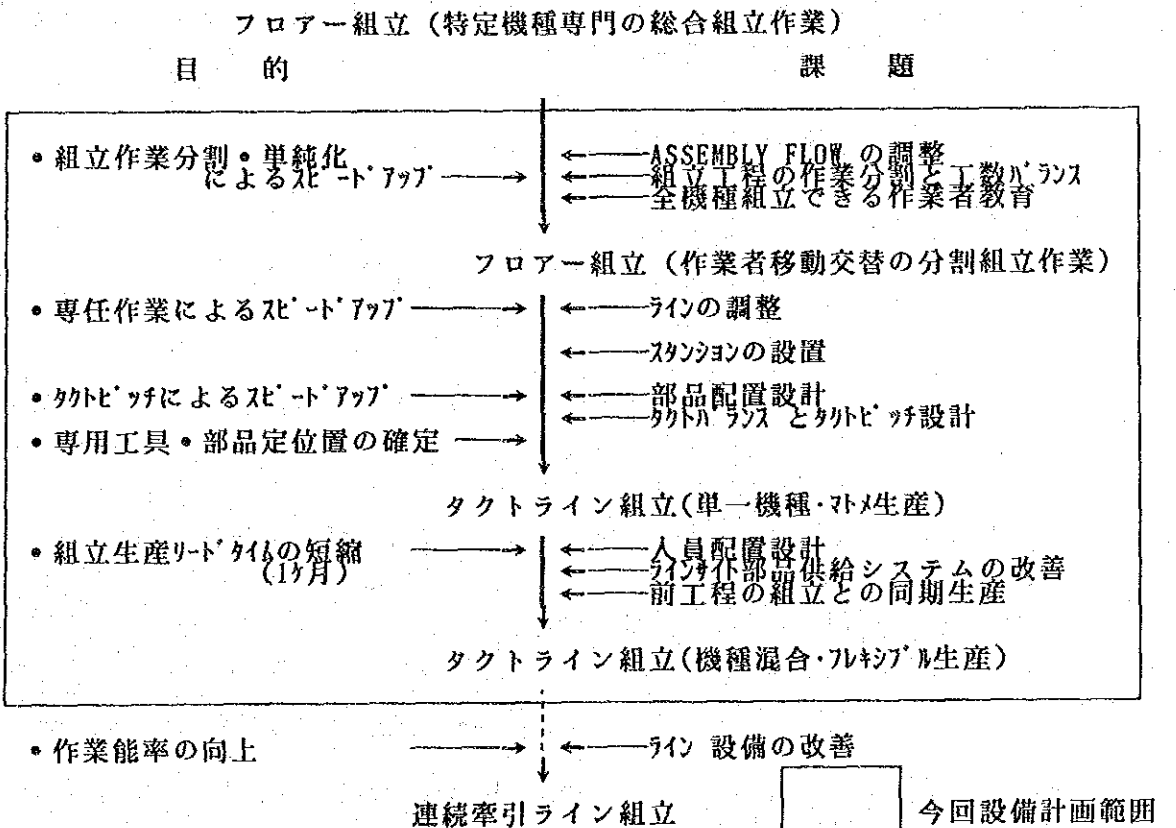 フロアー組立(特定機種専門の総合組立作業)
目 的 課 題
• 組立作業分割・単純化
によるスピードアップ
ASSEMBLY FLOW の調整
組立工程の作業分割と工数バランス
全機種組立できる作業者教育
フロアー組立(作業者移動交替の分割組立作業)
• 専任作業によるスピードアップ ラインの調整
スタンションの設置
• タクトピッチによるスピードアップ 部品配置設計
タクトバランスとタクトピッチ設計
• 専用工具・部品定位置の確定
タクトライン組立(単一機種・マトメ生産)
• 組立生産リードタイムの短縮
(1ケ月)
人員配置設計
ラインサイド部品供給システムの改善
前工程の組立との同期生産
タクトライン組立(機種混合・フレキシブル生産)
• 作業能率の向上 ライン設備の改善
連続牽引ライン組立 今回設備計画範囲